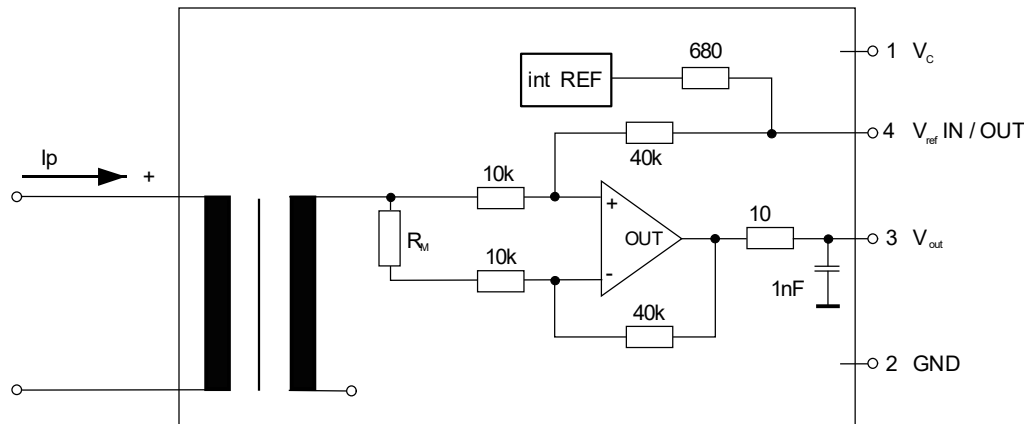 680
1 V_C
int REF
4 V_ref IN / OUT
40k
Ip
+
10k
+
10
OUT
3 V_out
R_M
10k
-
1nF
40k
2 GND